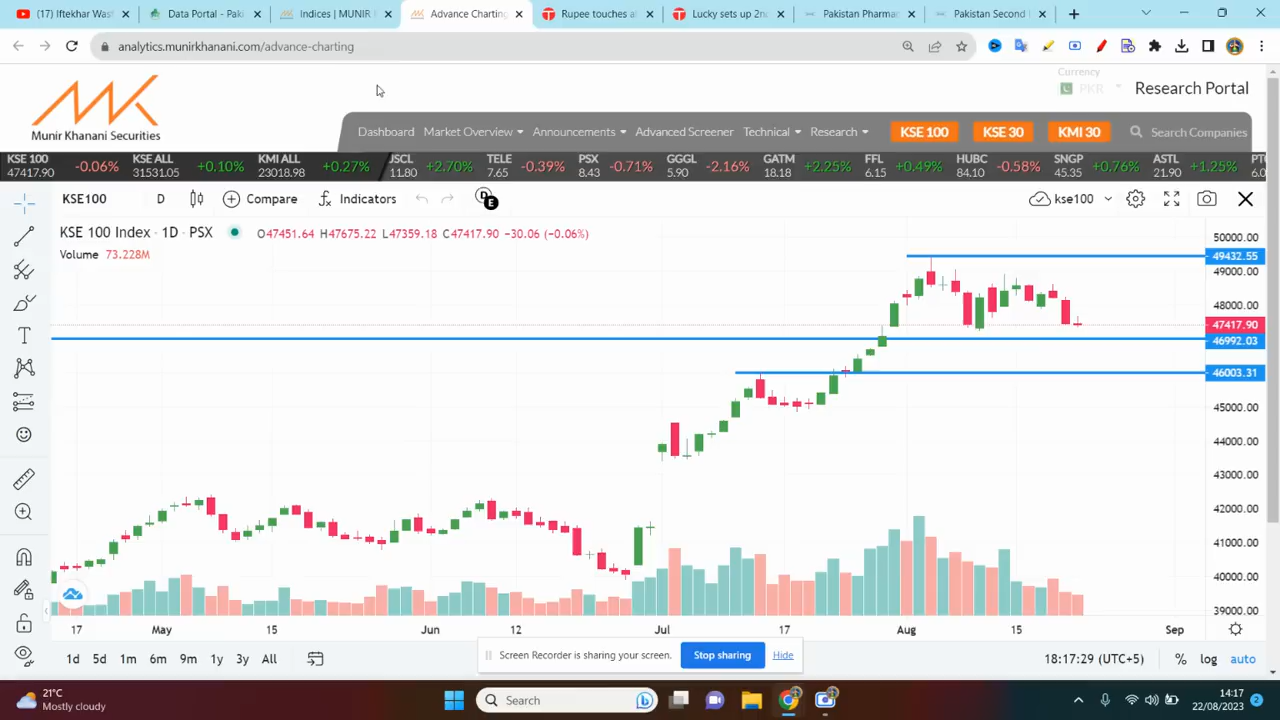 (17) Iftekhar Wast
Data Portal - Paki
Indices | MUNIR
Advance Charting
Rupee touches al
Lucky sets up 2nd
Pakistan Pharmac
Pakistan Second
analytics.munirkhanani.com/advance-charting
Currency
PKR
Research Portal
Munir Khanani Securities
Dashboard Market Overview Announcements Advanced Screener Technical Research KSE 100 KSE 30 KMI 30 Search Companies
KSE 100 47417.90 -0.06% KSE ALL 31531.05 +0.10% KMI ALL 23018.98 +0.27% JSCL 11.80 +2.70% TELE 7.65 -0.39% PSX 8.43 -0.71% GGGL 5.90 -2.16% GATM 18.18 +2.25% FFL 6.15 +0.49% HUBC 84.10 -0.58% SNGP 45.35 +0.76% ASTL 21.90 +1.25%
KSE100 D Compare Indicators D E kse100
KSE 100 Index · 1D · PSX O47451.64 H47675.22 L47359.18 C47417.90 -30.06 (-0.06%)
Volume 73.228M
50000.00
49432.55
49000.00
48000.00
47417.90
46992.03
46003.31
45000.00
44000.00
43000.00
42000.00
41000.00
40000.00
39000.00
17 May 15 Jun 12 Jul 17 Aug 15 Sep
1d 5d 1m 6m 9m 1y 3y All
Screen Recorder is sharing your screen. Stop sharing Hide
18:17:29 (UTC+5) % log auto
21°C
Mostly cloudy
Search
14:17
22/08/2023
2